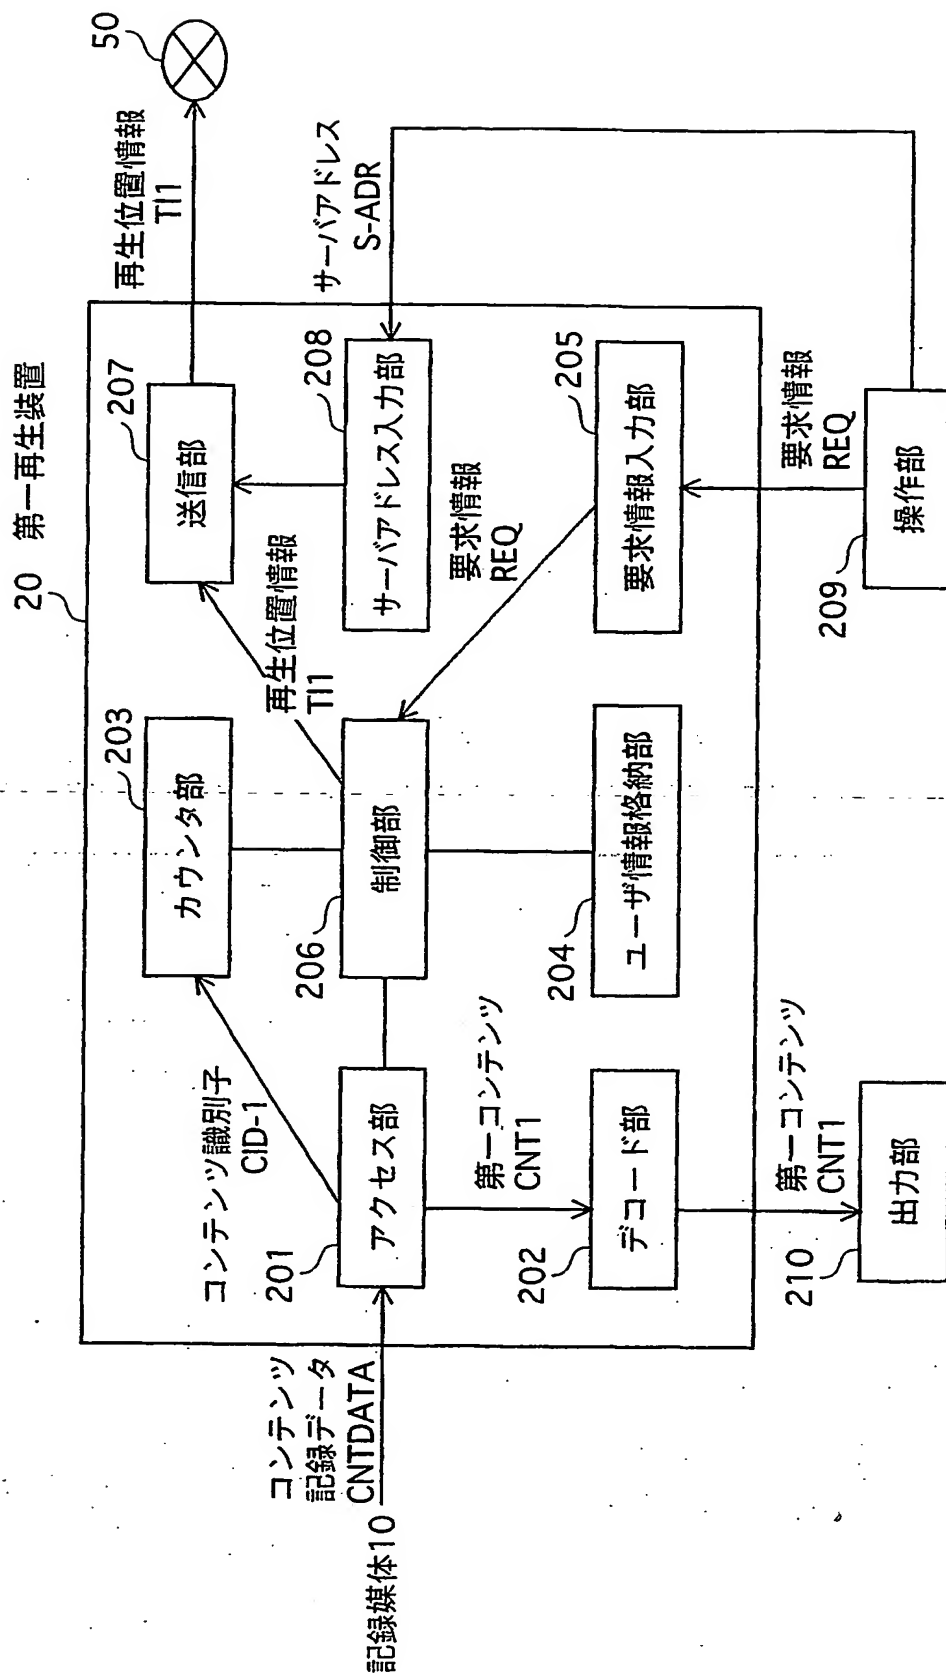 20
第一再生装置
記録媒体10
コンテンツ
記録データ
CNTDATA
コンテンツ識別子
CID-1
201
アクセス部
第一コンテンツ
CNT1
202
デコード部
第一コンテンツ
CNT1
210
出力部
203
カウンタ部
206
制御部
204
ユーザ情報格納部
再生位置情報
TI1
要求情報
REQ
207
送信部
208
サーバアドレス入力部
205
要求情報入力部
要求情報
REQ
209
操作部
再生位置情報
TI1
50
サーバアドレス
S-ADR